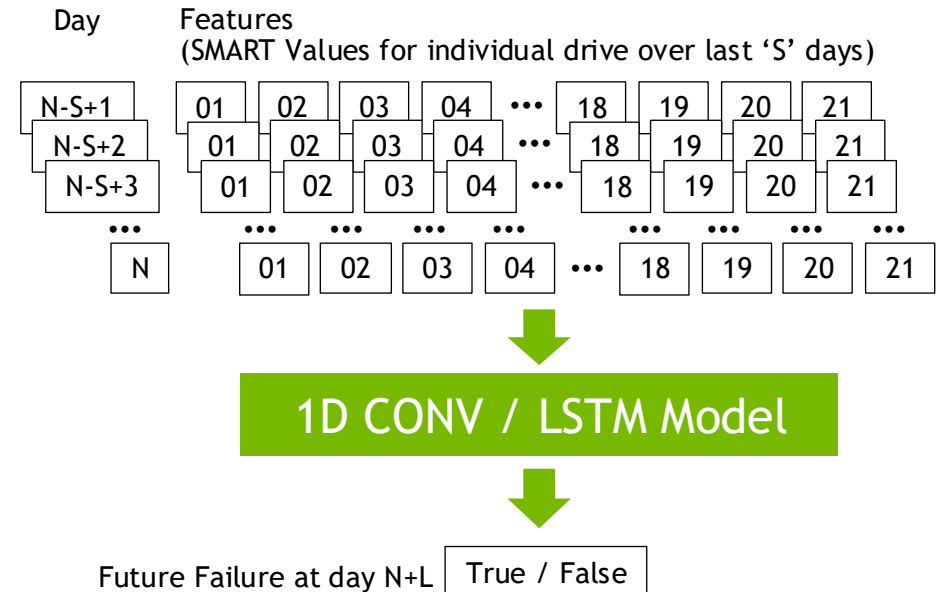 Day Features
(SMART Values for individual drive over last ‘S’ days)
N-S+1 01 02 03 04 ••• 18 19 20 21
N-S+2 01 02 03 04 ••• 18 19 20 21
N-S+3 01 02 03 04 ••• 18 19 20 21
••• ••• ••• ••• ••• ••• ••• ••• •••
N 01 02 03 04 ••• 18 19 20 21
1D CONV / LSTM Model
Future Failure at day N+L True / False